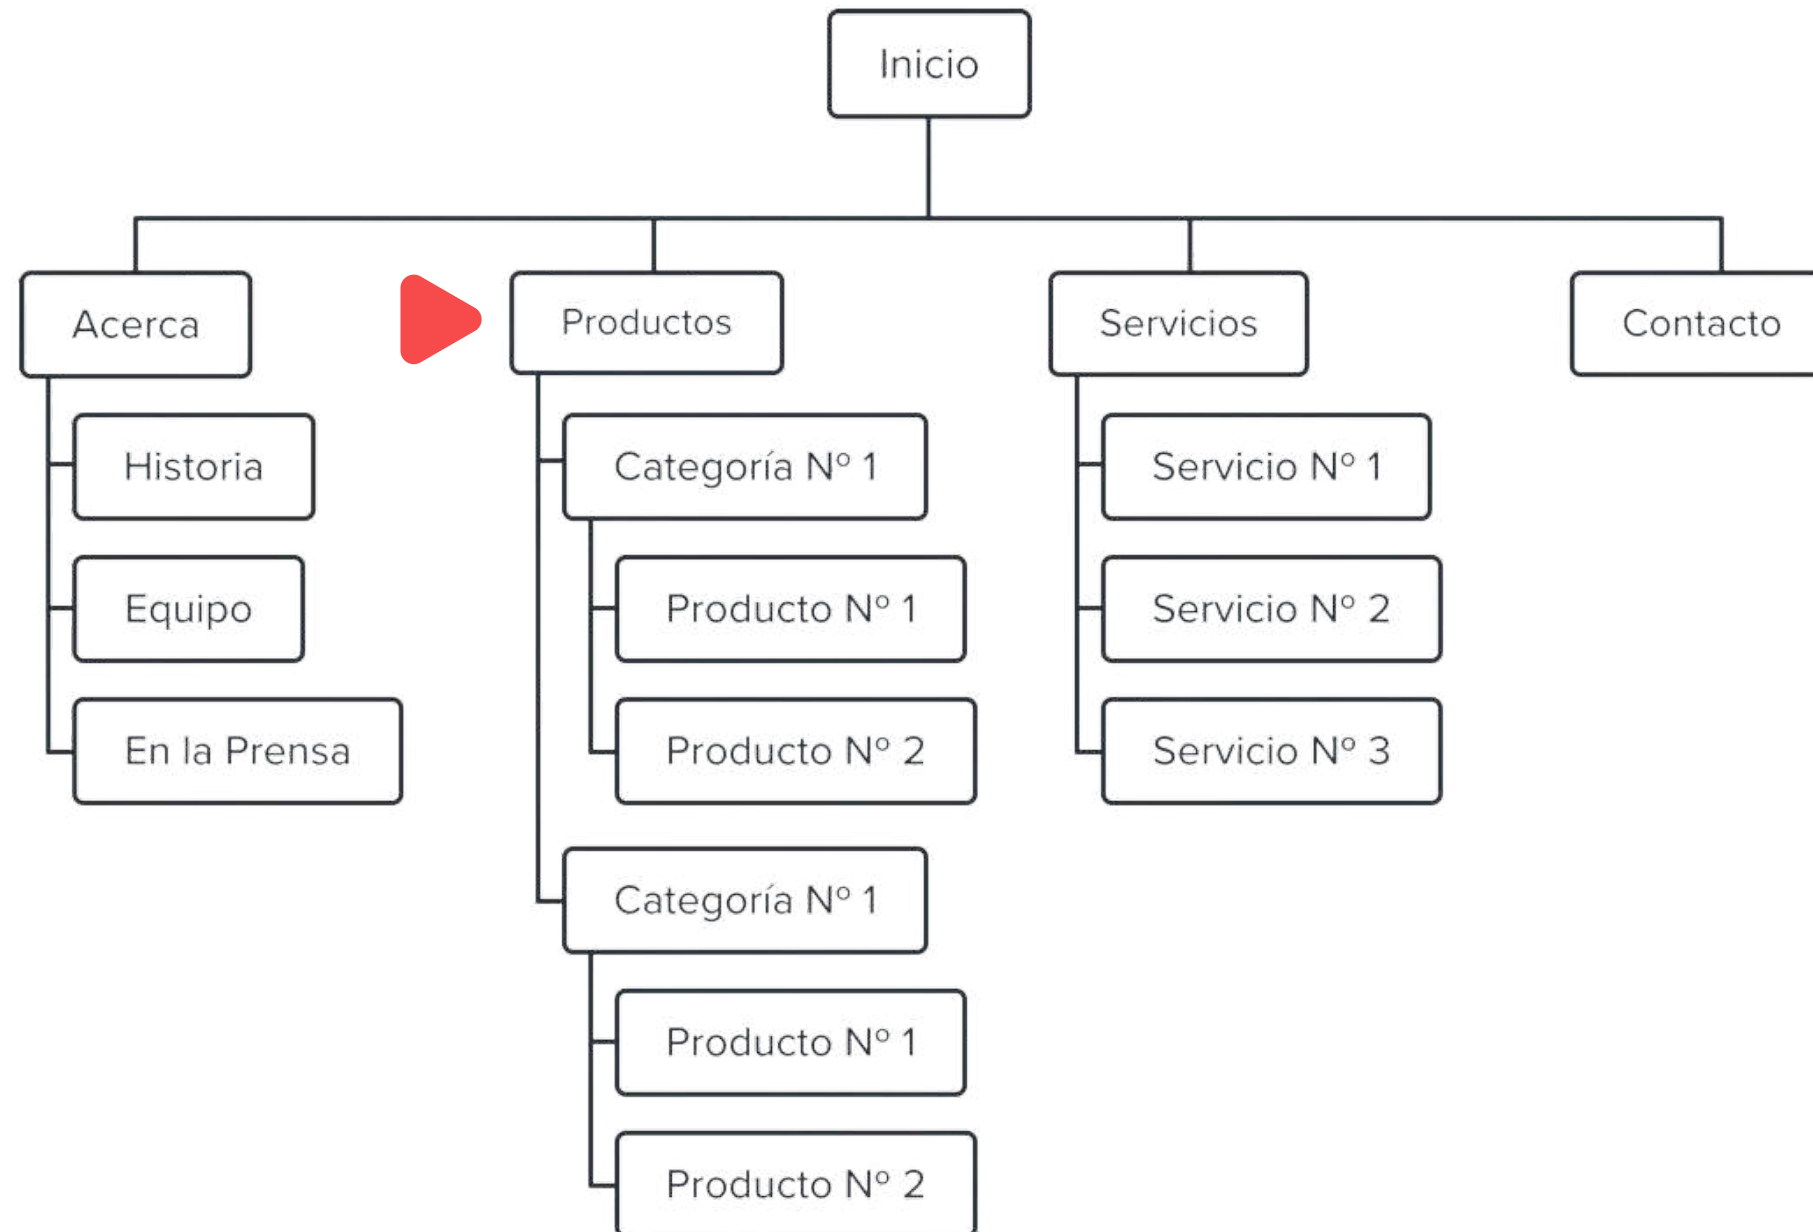 Inicio
Acerca
Productos
Servicios
Contacto
Historia
Equipo
En la Prensa
Categoría Nº 1
Producto Nº 1
Producto Nº 2
Categoría Nº 1
Producto Nº 1
Producto Nº 2
Servicio Nº 1
Servicio Nº 2
Servicio Nº 3